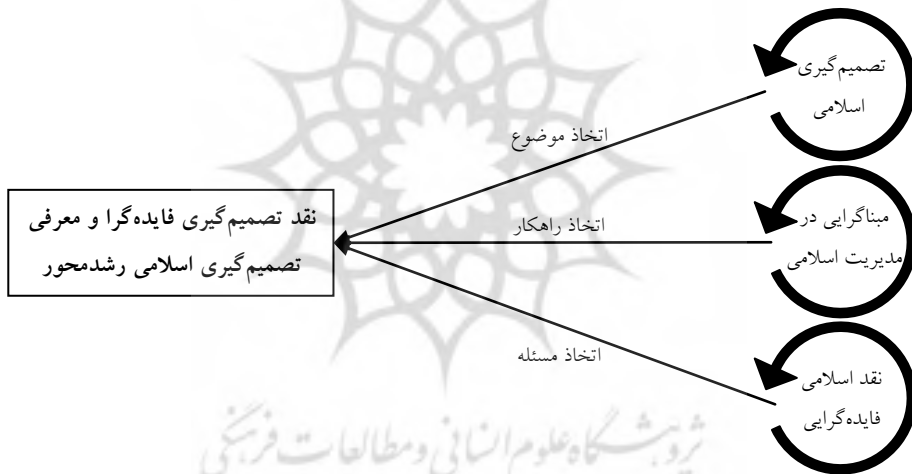 تصمیم‌گیری
اسلامی
اتخاذ موضوع
مبناگرایی در
مدیریت اسلامی
اتخاذ راهکار
نقد تصمیم‌گیری فایده‌گرا و معرفی
تصمیم‌گیری اسلامی رشدمحور
اتخاذ مسئله
نقد اسلامی
فایده‌گرایی
پژوهشگاه علوم انسانی و مطالعات فرهنگی